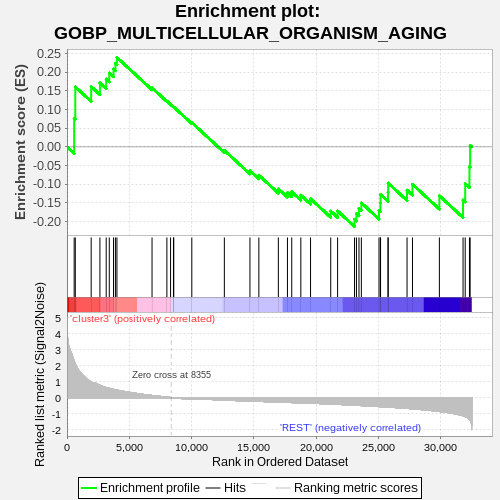 Enrichment plot:
GOBP_MULTICELLULAR_ORGANISM_AGING
Enrichment score (ES)
0.25
0.20
0.15
0.10
0.05
0.00
-0.05
-0.10
-0.15
-0.20
Ranked list metric (Signal2Noise)
5
4
3
2
1
0
-1
-2
'cluster3' (positively correlated)
Zero cross at 8355
'REST' (negatively correlated)
0
5,000
10,000
15,000
20,000
25,000
30,000
Rank in Ordered Dataset
Enrichment profile
Hits
Ranking metric scores